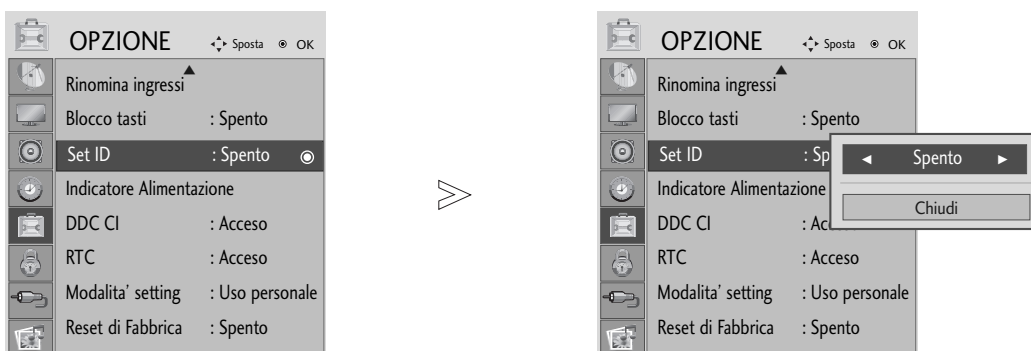 OPZIONE Sposta OK
Rinomina ingressi
Blocco tasti : Spento
Set ID : Spento
Indicatore Alimentazione
DDC CI : Acceso
RTC : Acceso
Modalita' setting : Uso personale
Reset di Fabbrica : Spento
OPZIONE Sposta OK
Rinomina ingressi
Blocco tasti : Spento
Set ID : Sp
Spento
Indicatore Alimentazione
Chiudi
DDC CI : Acceso
RTC : Acceso
Modalita' setting : Uso personale
Reset di Fabbrica : Spento